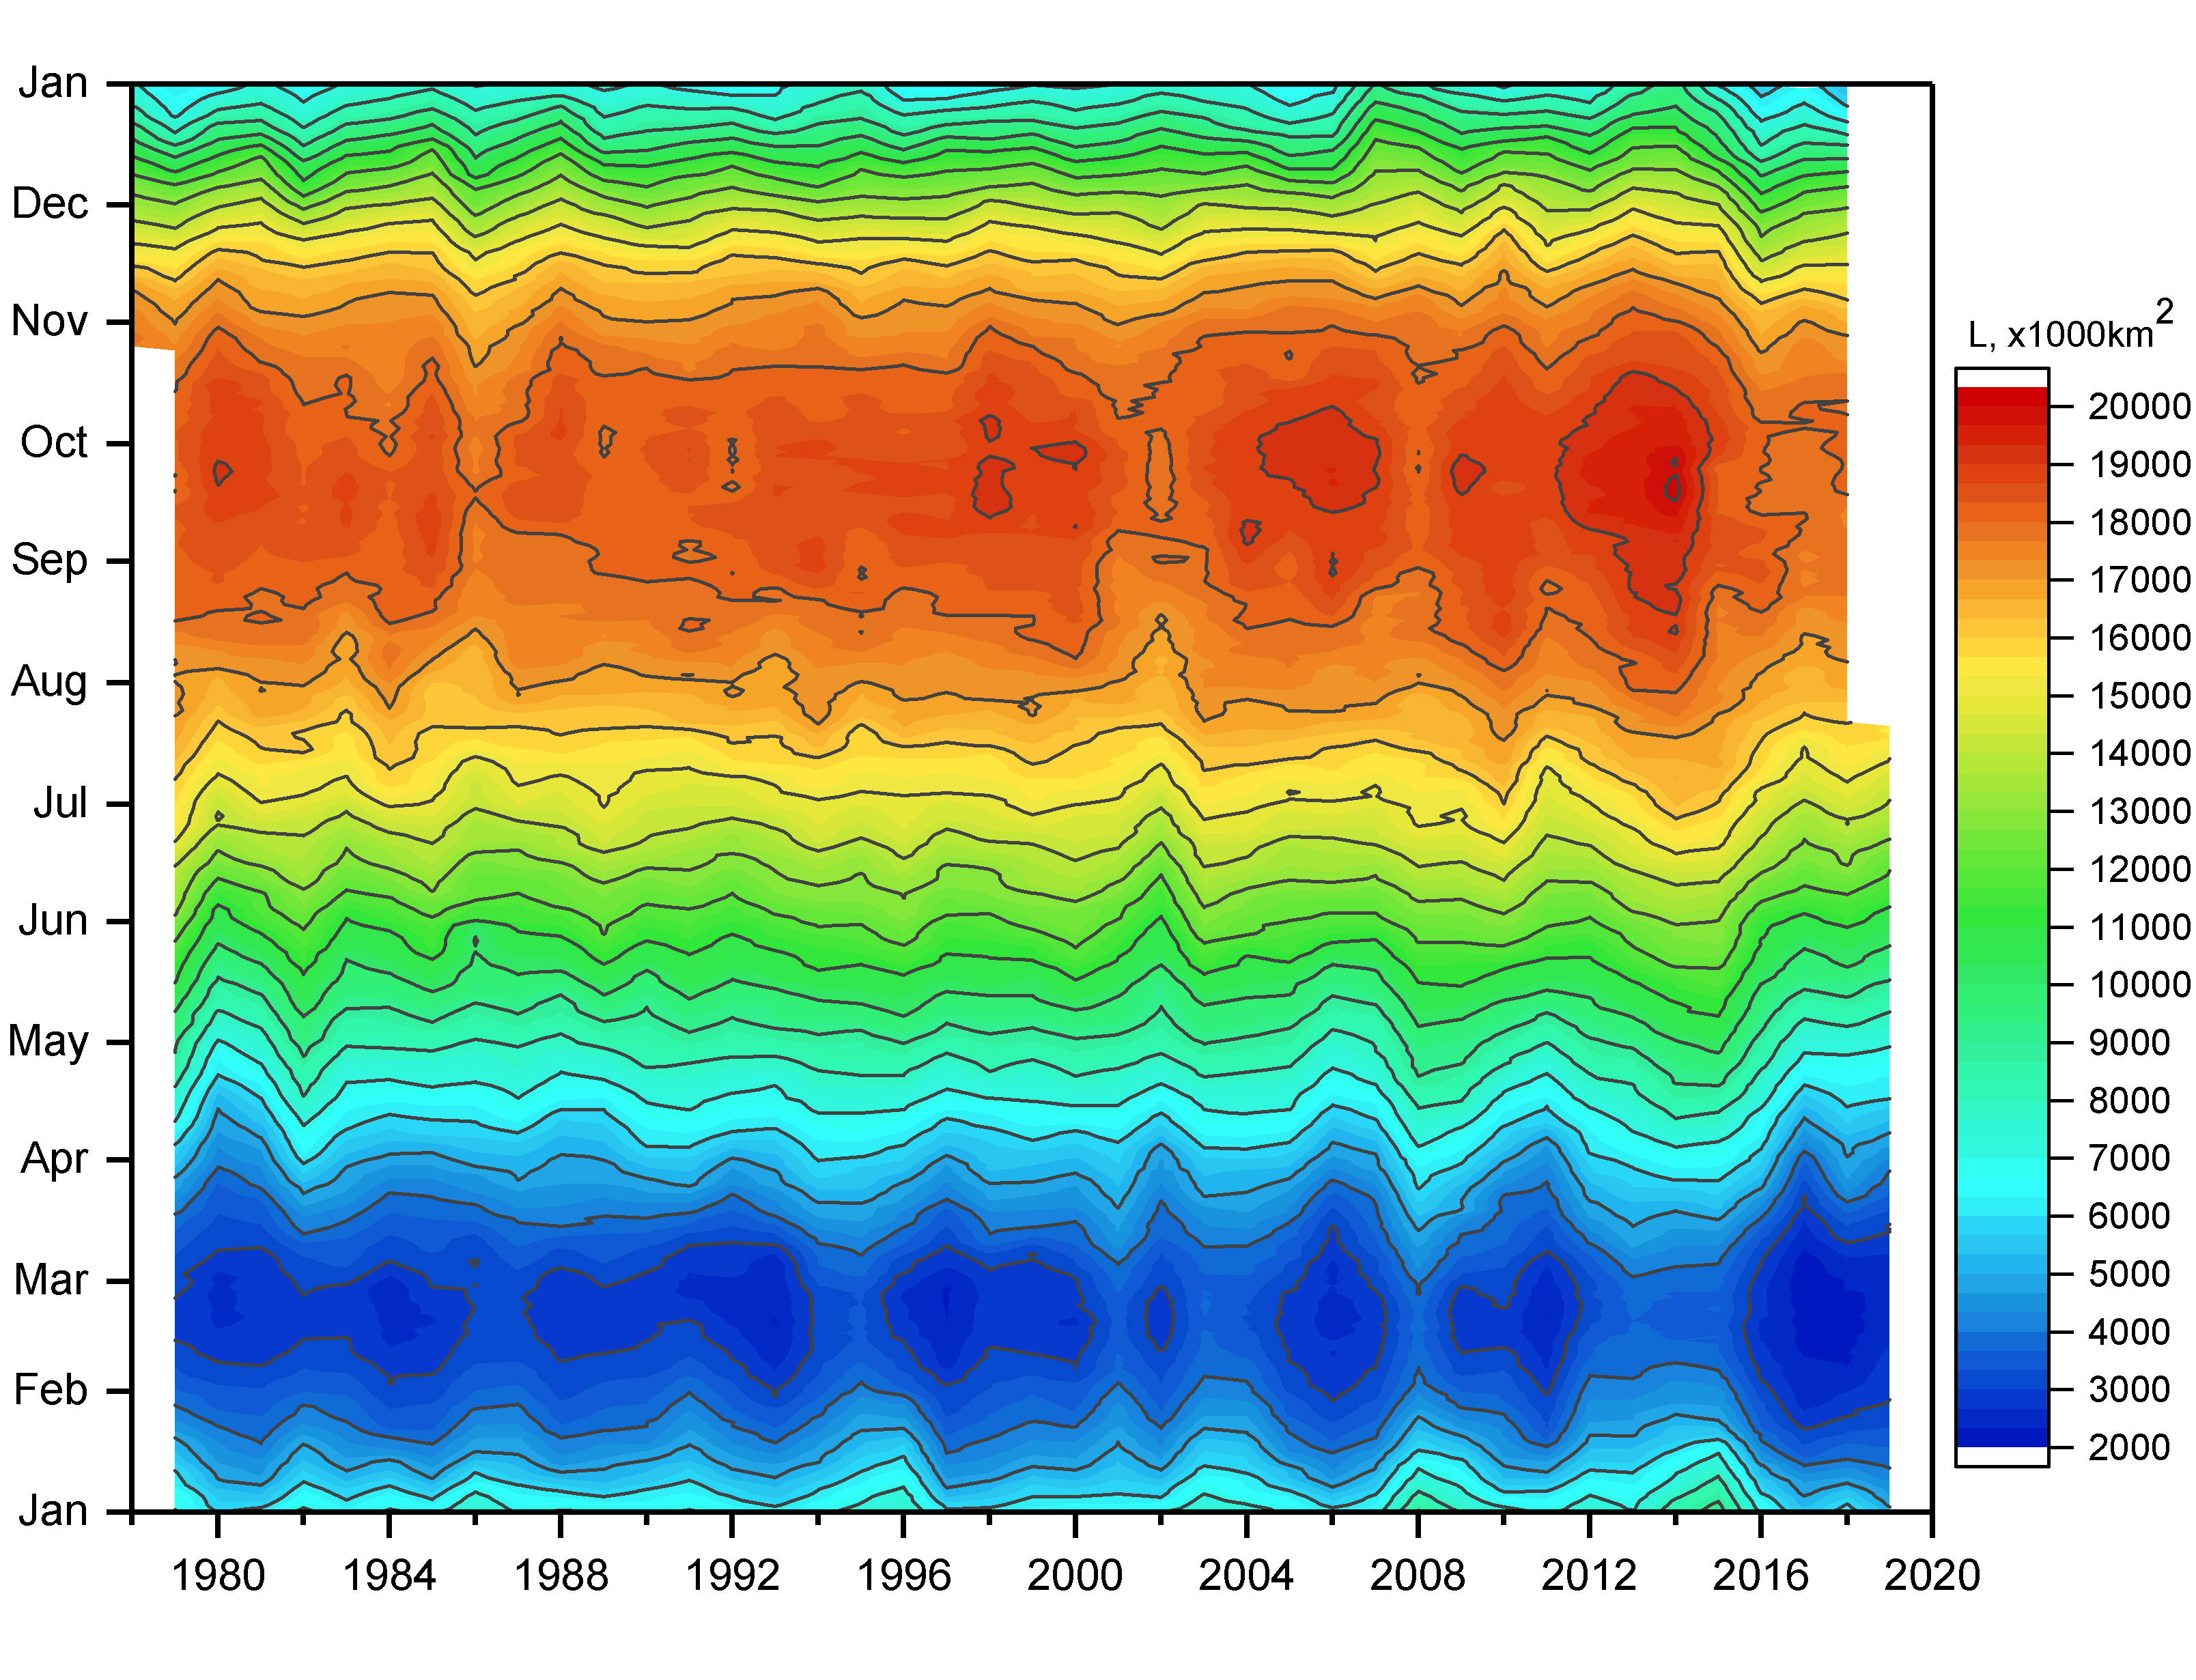 Jan
Dec
Nov
Oct
Sep
Aug
Jul
Jun
May
Apr
Mar
Feb
Jan
1980 1984 1988 1992 1996 2000 2004 2008 2012 2016 2020
L, x1000km²
20000
19000
18000
17000
16000
15000
14000
13000
12000
11000
10000
9000
8000
7000
6000
5000
4000
3000
2000